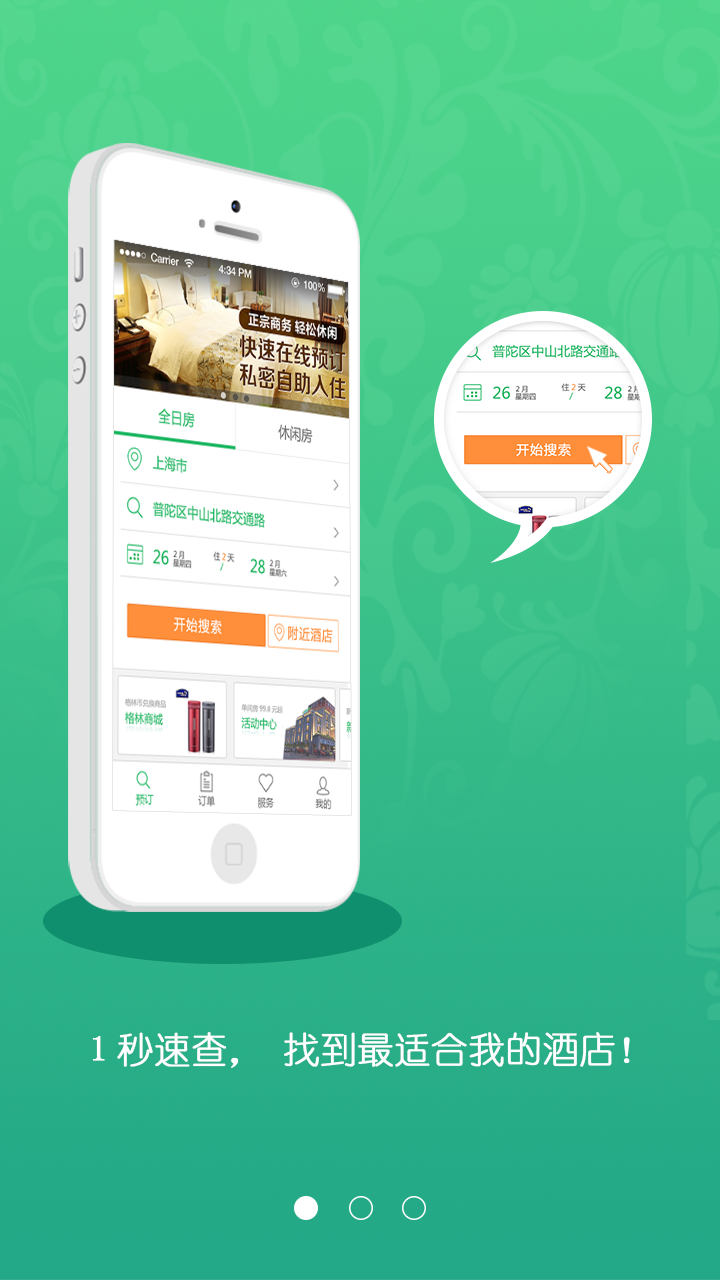 Carrier
4:34 PM
100%
正宗商务 轻松休闲
快速在线预订
私密自助入住
全日房
休闲房
上海市
普陀区中山北路交通路
26 2月 星期四 住2天 / 28 2月 星期六
开始搜索
附近酒店
格林币兑换商品
格林商城
单间房 99.8 元起
活动中心
预订
订单
服务
我的
普陀区中山北路交通路
26 2月 星期四 住2天 / 28 2月
开始搜索
1秒速查， 找到最适合我的酒店！